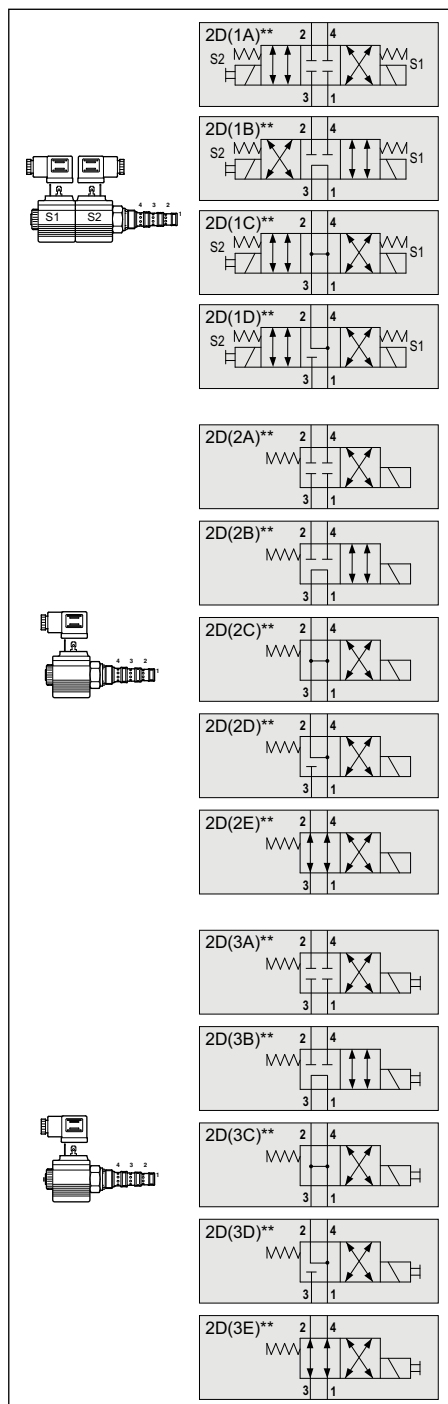 2D(1A)**
2 4
S2
S1
3 1
2D(1B)**
2 4
S2
S1
3 1
4 3 2 1
S1 S2
2D(1C)**
2 4
S2
S1
3 1
2D(1D)**
2 4
S2
S1
3 1
2D(2A)**
2 4
3 1
2D(2B)**
2 4
3 1
4 3 2 1
2D(2C)**
2 4
3 1
2D(2D)**
2 4
3 1
2D(2E)**
2 4
3 1
2D(3A)**
2 4
3 1
2D(3B)**
2 4
3 1
4 3 2 1
2D(3C)**
2 4
3 1
2D(3D)**
2 4
3 1
2D(3E)**
2 4
3 1